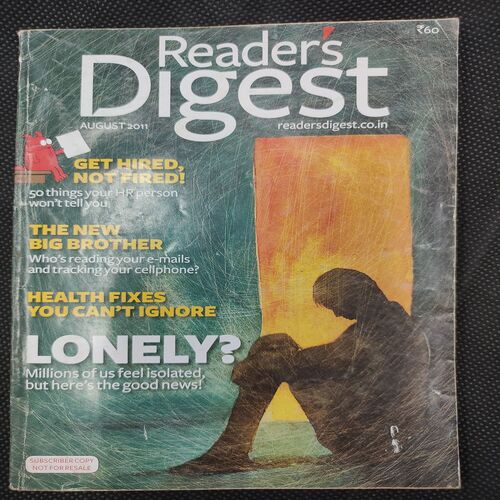 ₹60
Reader's
Digest
AUGUST 2011
readersdigest.co.in
GET HIRED,
NOT FIRED!
50 things your HR person
won't tell you
THE NEW
BIG BROTHER
Who's reading your e-mails
and tracking your cellphone?
HEALTH FIXES
YOU CAN'T IGNORE
LONELY?
Millions of us feel isolated,
but here's the good news!
SUBSCRIBER COPY
NOT FOR RESALE